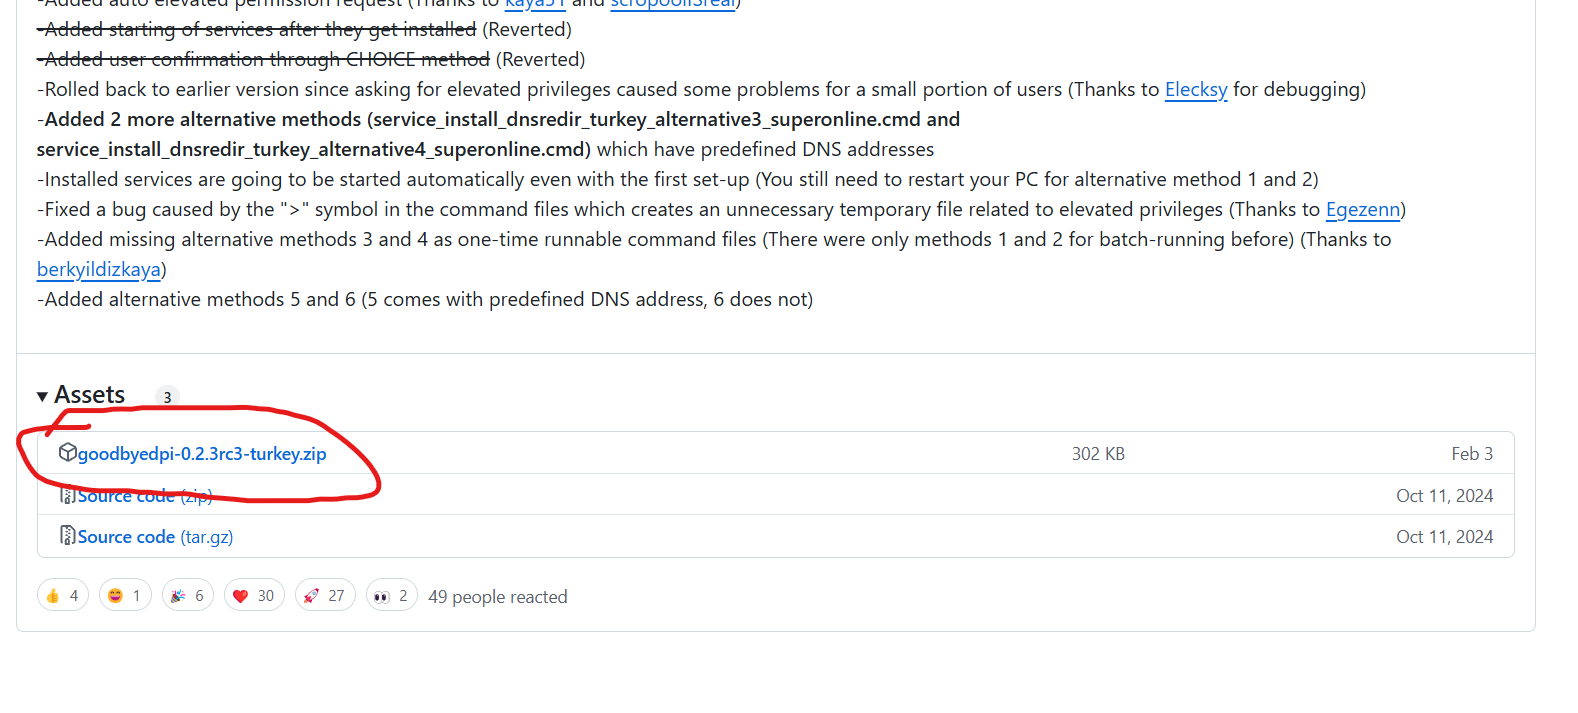 -Added auto elevated permission request (Thanks to kaya51 and scropoolf3real)
-Added starting of services after they get installed (Reverted)
-Added user confirmation through CHOICE method (Reverted)
-Rolled back to earlier version since asking for elevated privileges caused some problems for a small portion of users (Thanks to Elecksy for debugging)
-Added 2 more alternative methods (service_install_dnsredir_turkey_alternative3_superonline.cmd and
service_install_dnsredir_turkey_alternative4_superonline.cmd) which have predefined DNS addresses
-Installed services are going to be started automatically even with the first set-up (You still need to restart your PC for alternative method 1 and 2)
-Fixed a bug caused by the ">" symbol in the command files which creates an unnecessary temporary file related to elevated privileges (Thanks to Egezenn)
-Added missing alternative methods 3 and 4 as one-time runnable command files (There were only methods 1 and 2 for batch-running before) (Thanks to
berkyildizkaya)
-Added alternative methods 5 and 6 (5 comes with predefined DNS address, 6 does not)
Assets 3
goodbyedpi-0.2.3rc3-turkey.zip 302 KB Feb 3
Source code (zip) Oct 11, 2024
Source code (tar.gz) Oct 11, 2024
4 1 6 30 27 2 49 people reacted